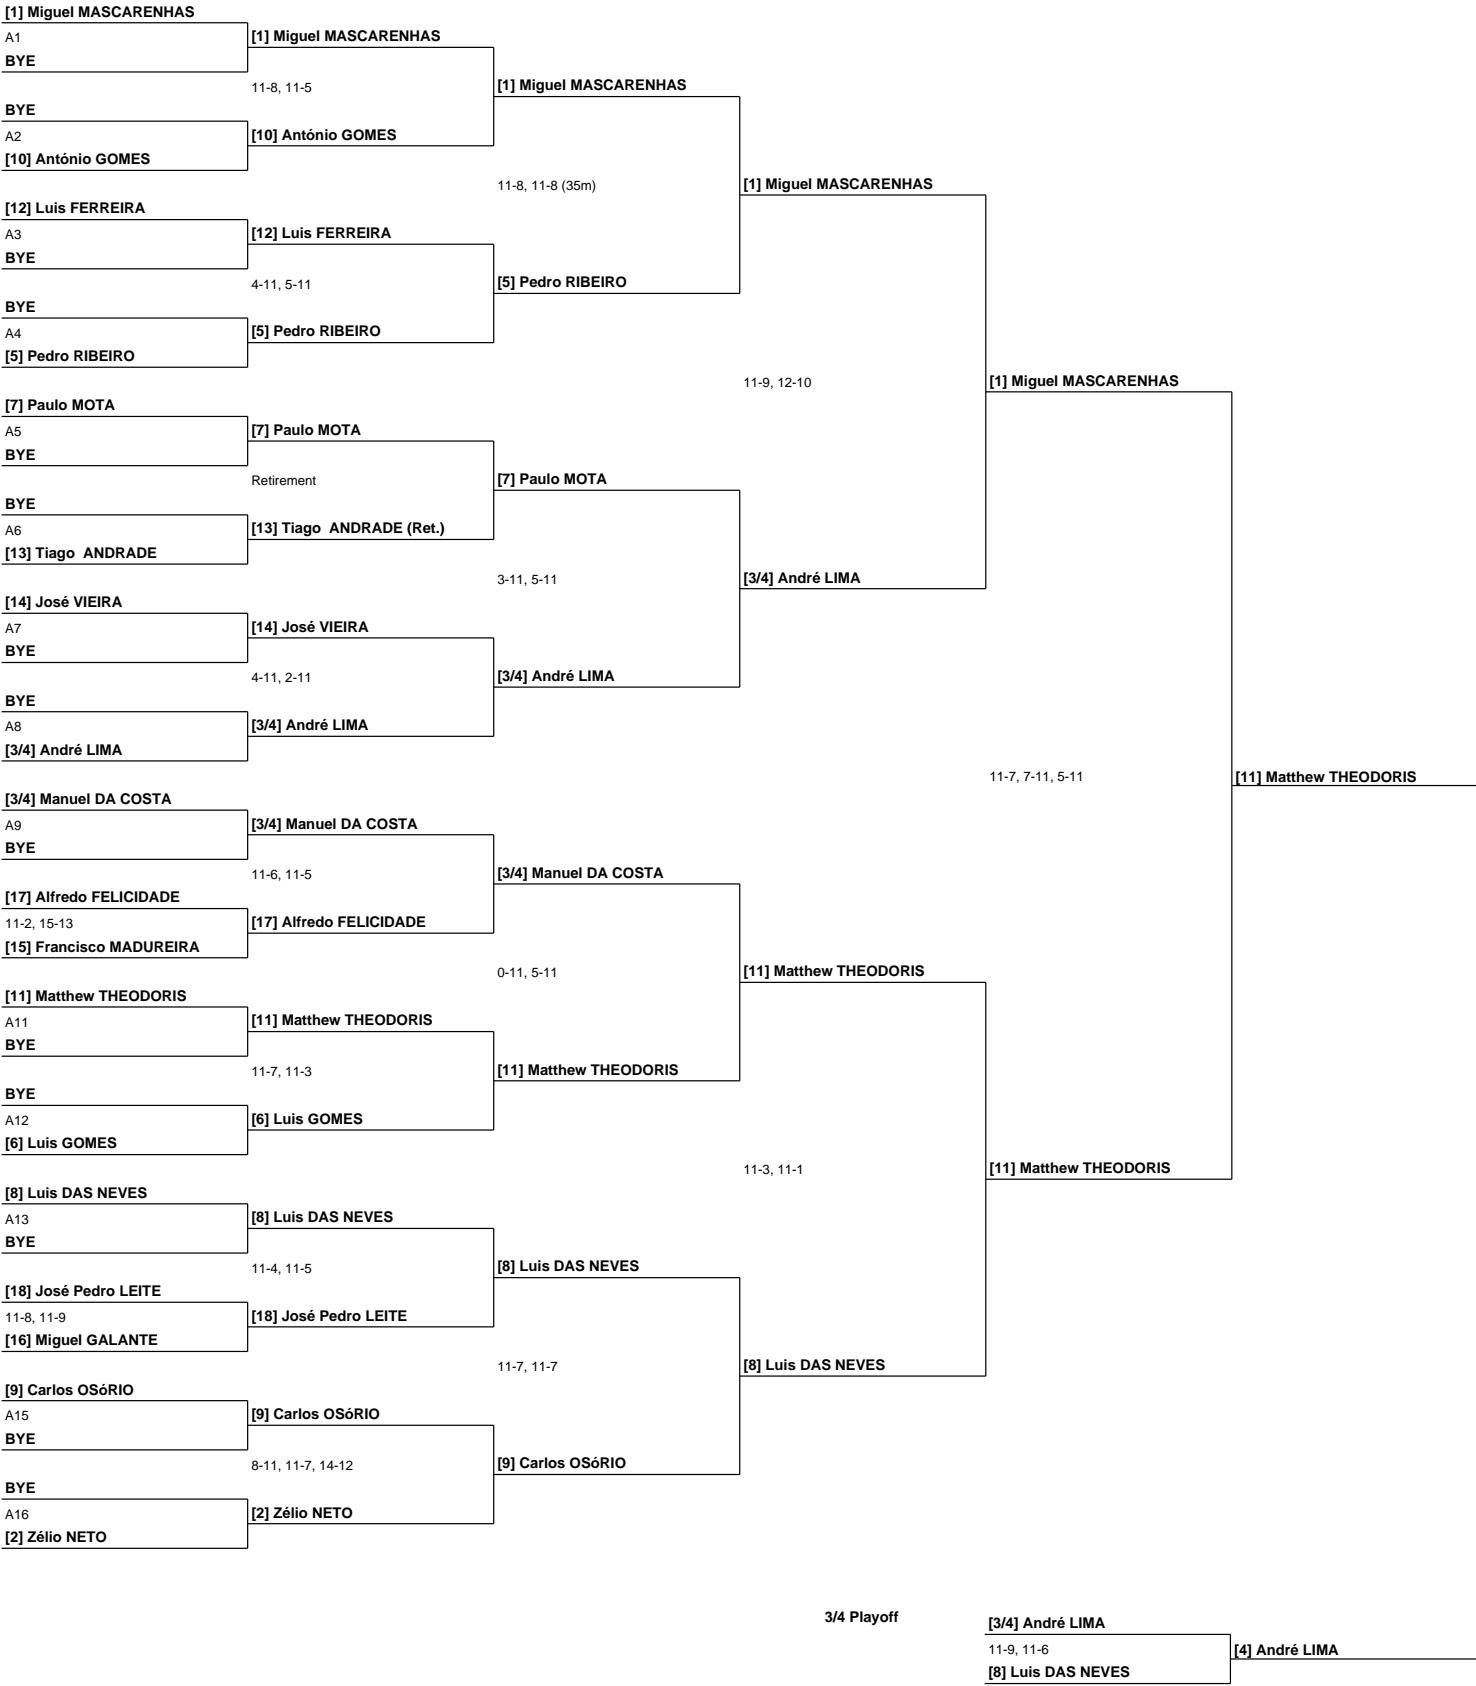 [1] Miguel MASCARENHAS
A1
[1] Miguel MASCARENHAS
BYE
11-8, 11-5
[1] Miguel MASCARENHAS
BYE
A2
[10] António GOMES
[10] António GOMES
11-8, 11-8 (35m)
[1] Miguel MASCARENHAS
[12] Luis FERREIRA
A3
[12] Luis FERREIRA
BYE
4-11, 5-11
[5] Pedro RIBEIRO
BYE
A4
[5] Pedro RIBEIRO
[5] Pedro RIBEIRO
11-9, 12-10
[1] Miguel MASCARENHAS
[7] Paulo MOTA
A5
[7] Paulo MOTA
BYE
Retirement
[7] Paulo MOTA
BYE
A6
[13] Tiago  ANDRADE (Ret.)
[13] Tiago  ANDRADE
3-11, 5-11
[3/4] André LIMA
[14] José VIEIRA
A7
[14] José VIEIRA
BYE
4-11, 2-11
[3/4] André LIMA
BYE
A8
[3/4] André LIMA
[3/4] André LIMA
11-7, 7-11, 5-11
[11] Matthew THEODORIS
[3/4] Manuel DA COSTA
A9
[3/4] Manuel DA COSTA
BYE
11-6, 11-5
[3/4] Manuel DA COSTA
[17] Alfredo FELICIDADE
11-2, 15-13
[17] Alfredo FELICIDADE
[15] Francisco MADUREIRA
0-11, 5-11
[11] Matthew THEODORIS
[11] Matthew THEODORIS
A11
[11] Matthew THEODORIS
BYE
11-7, 11-3
[11] Matthew THEODORIS
BYE
A12
[6] Luis GOMES
[6] Luis GOMES
11-3, 11-1
[11] Matthew THEODORIS
[8] Luis DAS NEVES
A13
[8] Luis DAS NEVES
BYE
11-4, 11-5
[8] Luis DAS NEVES
[18] José Pedro LEITE
11-8, 11-9
[18] José Pedro LEITE
[16] Miguel GALANTE
11-7, 11-7
[8] Luis DAS NEVES
[9] Carlos OSóRIO
A15
[9] Carlos OSóRIO
BYE
8-11, 11-7, 14-12
[9] Carlos OSóRIO
BYE
A16
[2] Zélio NETO
[2] Zélio NETO
3/4 Playoff
[3/4] André LIMA
11-9, 11-6
[4] André LIMA
[8] Luis DAS NEVES